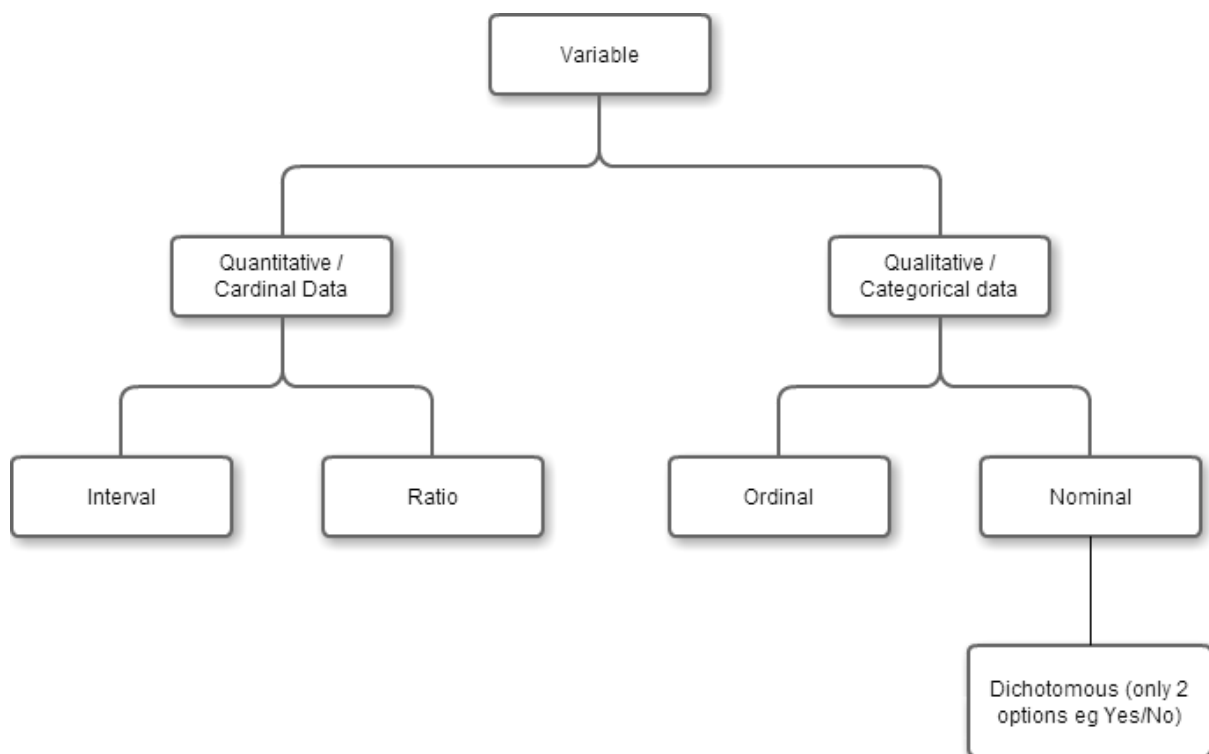 Variable
Quantitative /
Cardinal Data
Qualitative /
Categorical data
Interval
Ratio
Ordinal
Nominal
Dichotomous (only 2
options eg Yes/No)